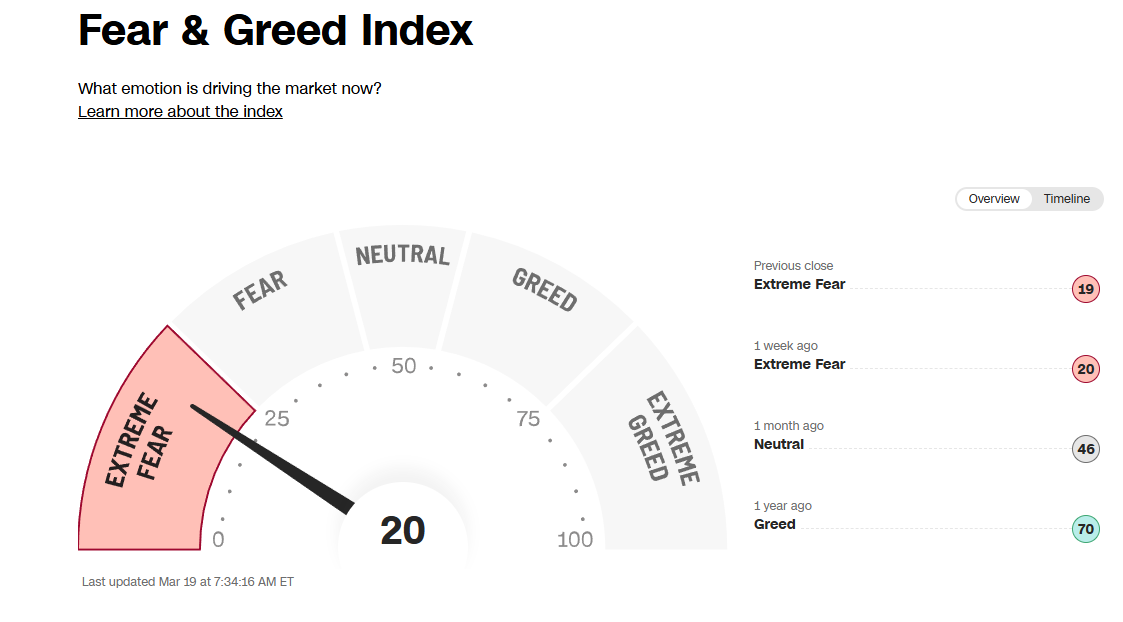 Fear & Greed Index
What emotion is driving the market now?
Learn more about the index
Overview
Timeline
EXTREME
FEAR
FEAR
NEUTRAL
GREED
EXTREME
GREED
0
25
50
75
100
20
Last updated Mar 19 at 7:34:16 AM ET
Previous close
Extreme Fear
19
1 week ago
Extreme Fear
20
1 month ago
Neutral
46
1 year ago
Greed
70